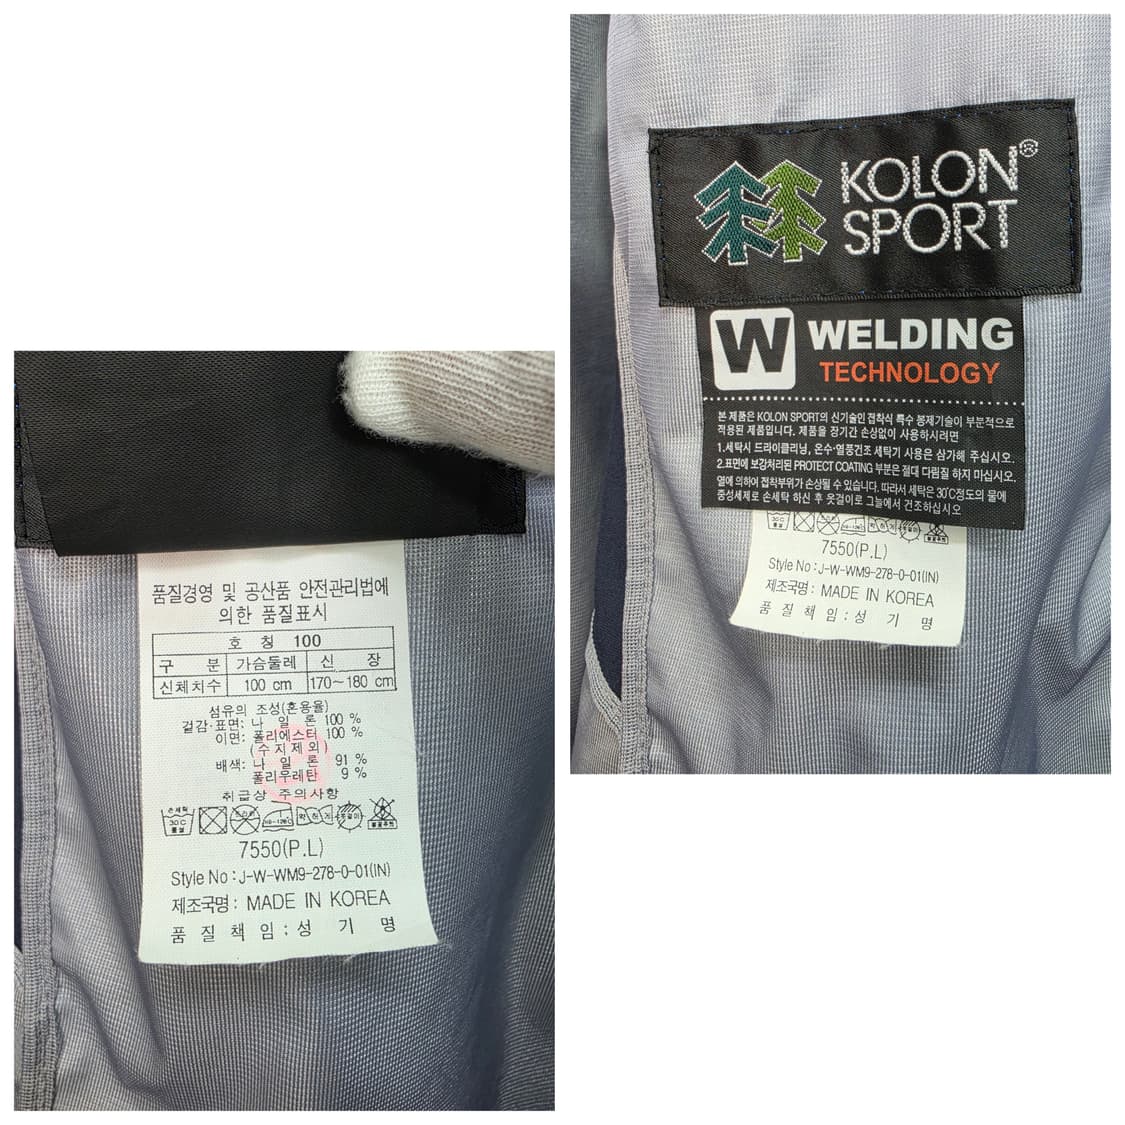 품질경영 및 공산품 안전관리법에
의한 품질표시
호 칭 100
구 분 가슴둘레 신 장
신체치수 100 cm 170~180 cm
섬유의 조성(혼용율)
겉감·표면: 나 일 론 100 %
이면: 폴리에스터 100 %
(수지제외)
배색: 나 일 론 91 %
폴리우레탄 9 %
취급상 주의사항
손세탁 30℃ 중성 약하게 옷걸이
7550(P.L)
Style No : J-W-WM9-278-0-01(IN)
제조국명 : MADE IN KOREA
품 질 책 임 : 성 기 명
KOLON®
SPORT
W WELDING
TECHNOLOGY
본 제품은 KOLON SPORT의 신기술인 접착식 특수 봉제기술이 부분적으로
적용된 제품입니다. 제품을 장기간 손상없이 사용하시려면
1.세탁시 드라이클리닝, 온수·열풍건조 세탁기 사용은 삼가해 주십시오.
2.표면에 보강처리된 PROTECT COATING 부분은 절대 다림질 하지 마십시오.
열에 의하여 접착부위가 손상될 수 있습니다. 따라서 세탁은 30℃정도의 물에
중성세제로 손세탁 하신 후 옷걸이로 그늘에서 건조하십시오
7550(P.L)
Style No : J-W-WM9-278-0-01(IN)
제조국명 : MADE IN KOREA
품 질 책 임 : 성 기 명